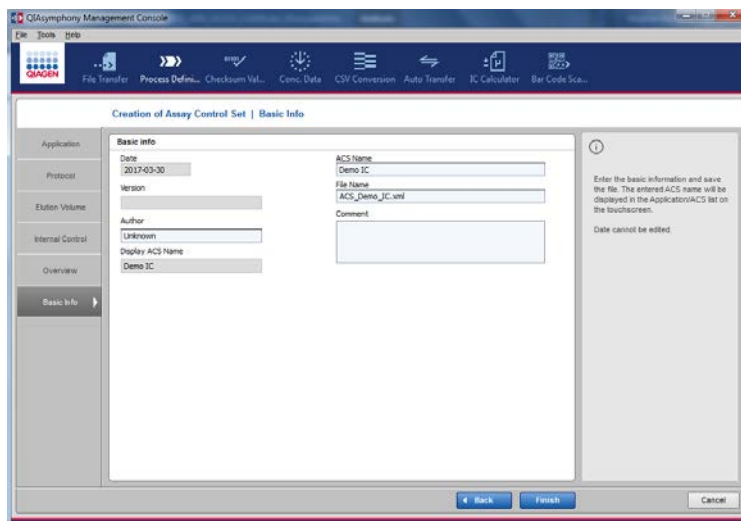 QIAsymphony Management Console
File Tools Help
QIAGEN
File Transfer Process Defini... Checksum Val... Conc. Data CSV Conversion Auto Transfer IC Calculator Bar Code Sca...
Creation of Assay Control Set | Basic Info
Application
Protocol
Elution Volume
Internal Control
Overview
Basic Info
Basic info
Date
2017-03-30
Version
Author
Unknown
Display ACS Name
Demo IC
ACS Name
Demo IC
File Name
ACS_Demo_IC.xml
Comment
Enter the basic information and save
the file. The entered ACS name will be
displayed in the Application/ACS list on
the touchscreen.
Date cannot be edited.
Back Finish Cancel